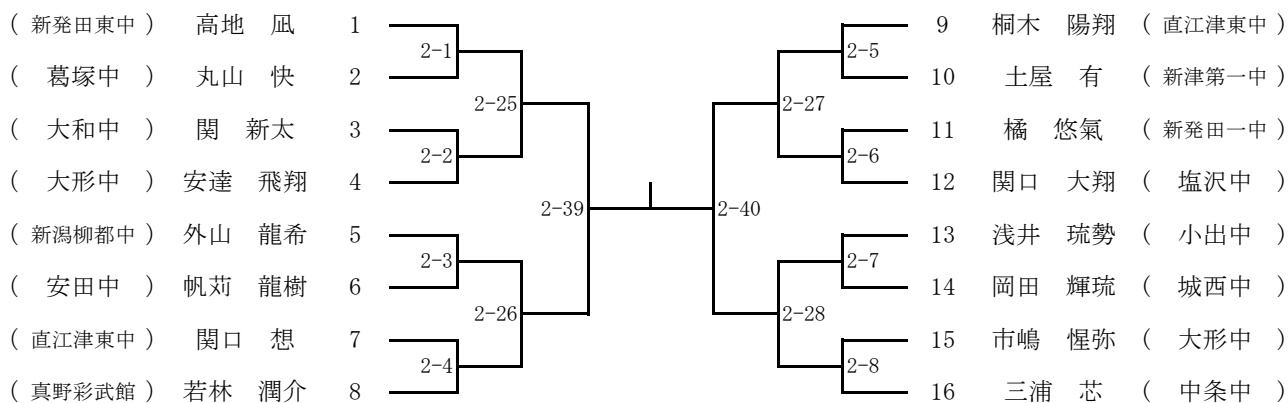 ( 新発田東中 ) 高地 凪 1 9 桐木 陽翔 ( 直江津東中 )
2-1 2-5
( 葛塚中 ) 丸山 快 2 10 土屋 有 ( 新津第一中 )
2-25 2-27
( 大和中 ) 関 新太 3 11 橘 悠氣 ( 新発田一中 )
2-2 2-6
( 大形中 ) 安達 飛翔 4 12 関口 大翔 ( 塩沢中 )
2-39 2-40
( 新潟柳都中 ) 外山 龍希 5 13 浅井 琉勢 ( 小出中 )
2-3 2-7
( 安田中 ) 帆苅 龍樹 6 14 岡田 輝琉 ( 城西中 )
2-26 2-28
( 直江津東中 ) 関口 想 7 15 市嶋 惺弥 ( 大形中 )
2-4 2-8
( 真野彩武館 ) 若林 潤介 8 16 三浦 芯 ( 中条中 )